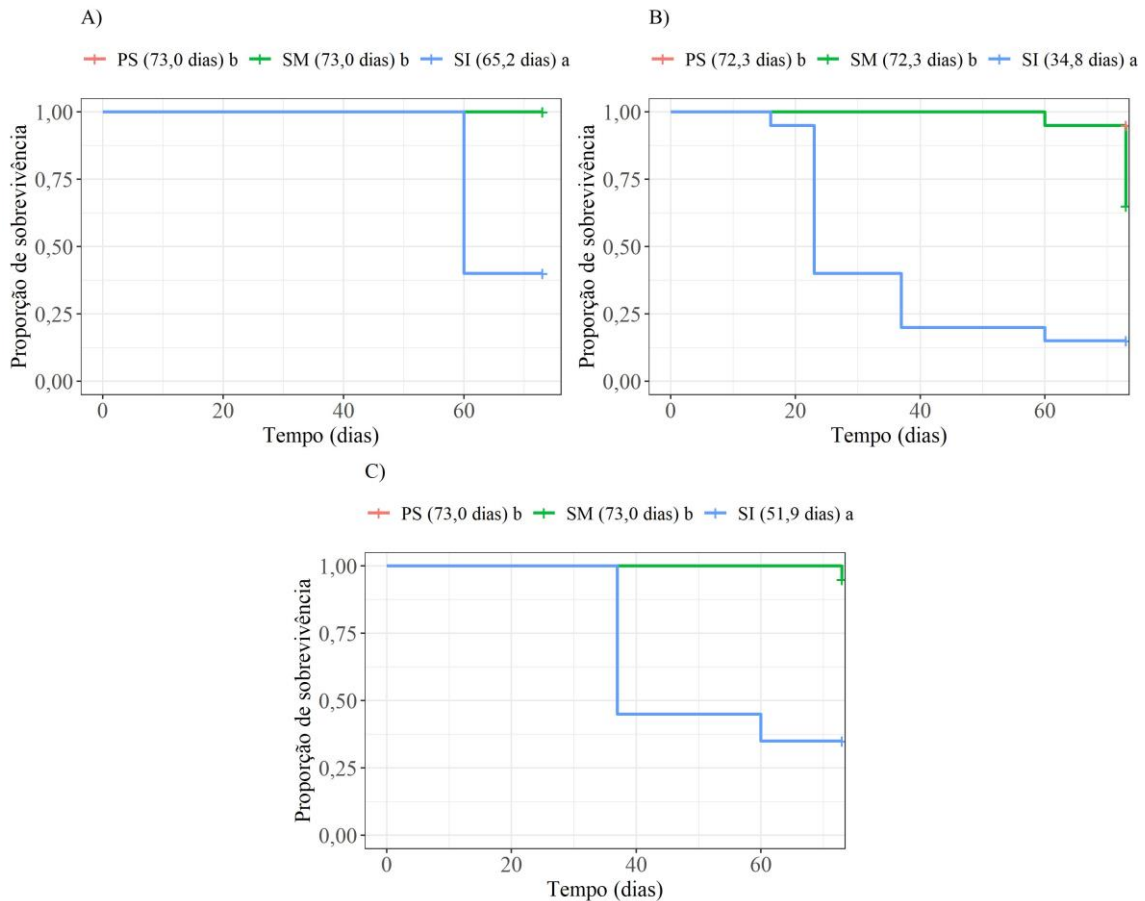 A)
PS (73,0 dias) b SM (73,0 dias) b SI (65,2 dias) a
Proporção de sobrevivência
1,00
0,75
0,50
0,25
0,00
0 20 40 60
Tempo (dias)
B)
PS (72,3 dias) b SM (72,3 dias) b SI (34,8 dias) a
Proporção de sobrevivência
1,00
0,75
0,50
0,25
0,00
0 20 40 60
Tempo (dias)
C)
PS (73,0 dias) b SM (73,0 dias) b SI (51,9 dias) a
Proporção de sobrevivência
1,00
0,75
0,50
0,25
0,00
0 20 40 60
Tempo (dias)